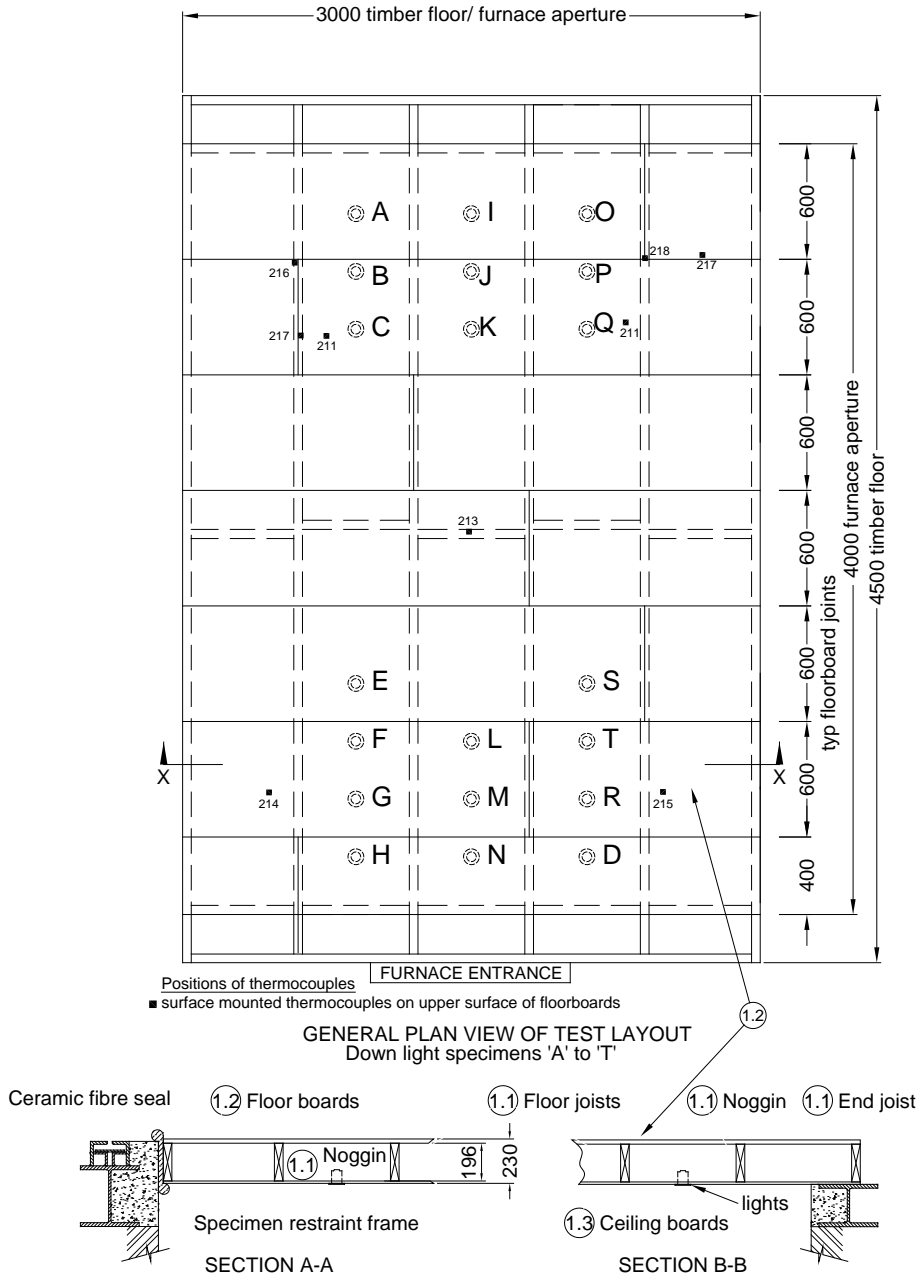 3000 timber floor/ furnace aperture
A I O
600
216
B J P
218
217
217
211
C K Q
211
600
600
213
600
typ floorboard joints
4000 furnace aperture
4500 timber floor
E S
600
F L T
X X
600
214
G M R
215
H N D
400
FURNACE ENTRANCE
Positions of thermocouples
surface mounted thermocouples on upper surface of floorboards
1.2
GENERAL PLAN VIEW OF TEST LAYOUT
Down light specimens 'A' to 'T'
Ceramic fibre seal
1.2 Floor boards
1.1 Floor joists
1.1 Noggin
1.1 End joist
1.1 Noggin
196
230
lights
Specimen restraint frame
1.3 Ceiling boards
SECTION A-A
SECTION B-B